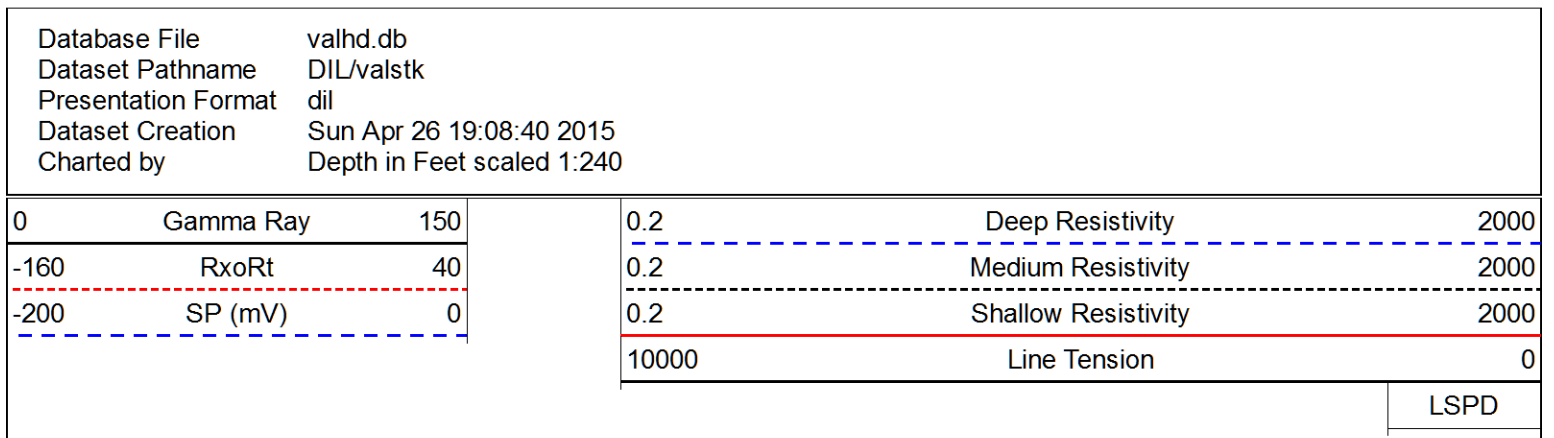 Database File valhd.db
Dataset Pathname DIL/valstk
Presentation Format dil
Dataset Creation Sun Apr 26 19:08:40 2015
Charted by Depth in Feet scaled 1:240
0 Gamma Ray 150 0.2 Deep Resistivity 2000
-160 RxoRt 40 0.2 Medium Resistivity 2000
-200 SP (mV) 0 0.2 Shallow Resistivity 2000
10000 Line Tension 0
LSPD